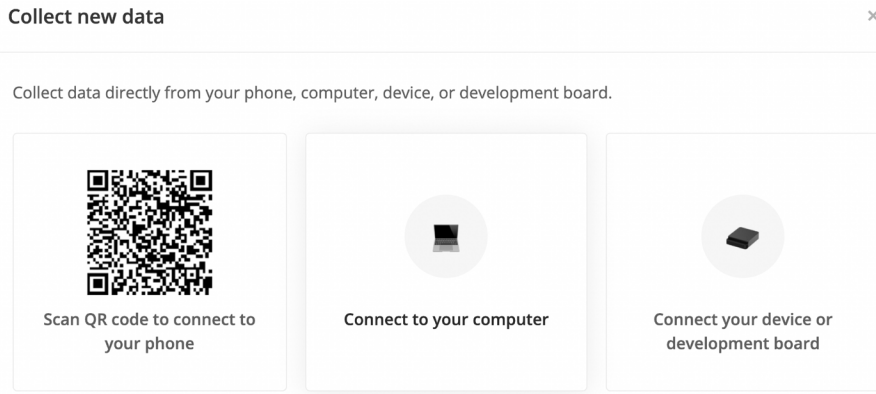 Collect new data
Collect data directly from your phone, computer, device, or development board.
Scan QR code to connect to
your phone
Connect to your computer
Connect your device or
development board